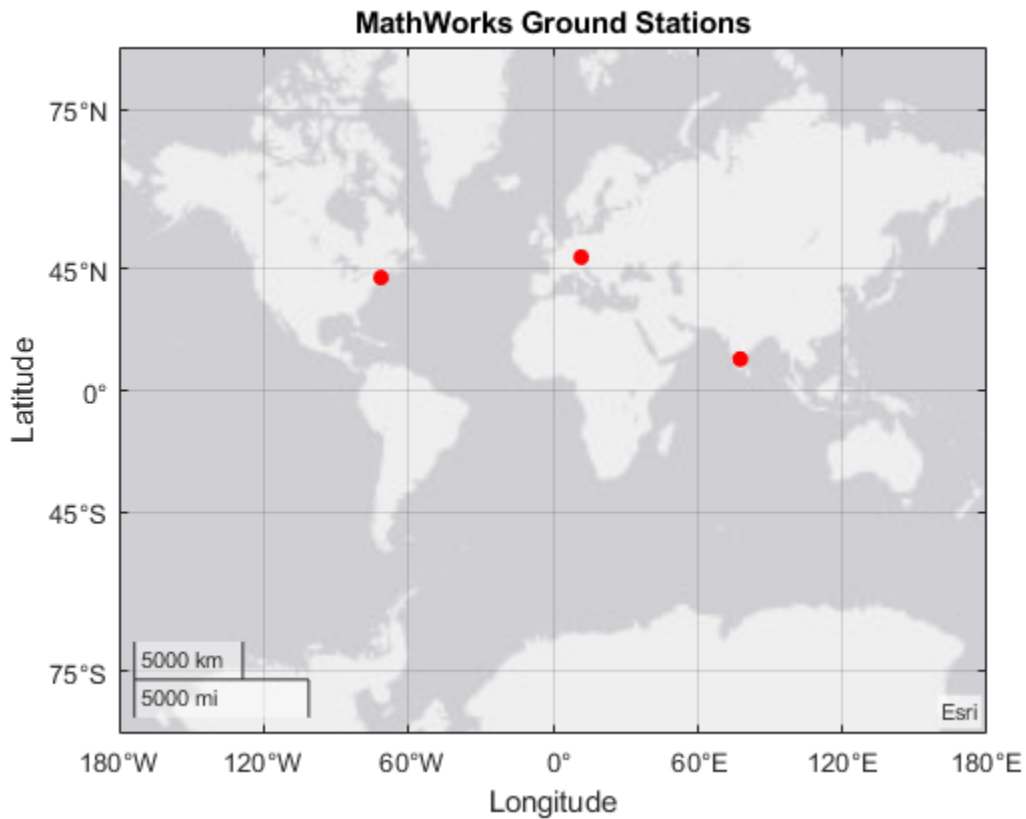 MathWorks Ground Stations
75°N
45°N
0°
45°S
75°S
Latitude
5000 km
5000 mi
Esri
180°W
120°W
60°W
0°
60°E
120°E
180°E
Longitude